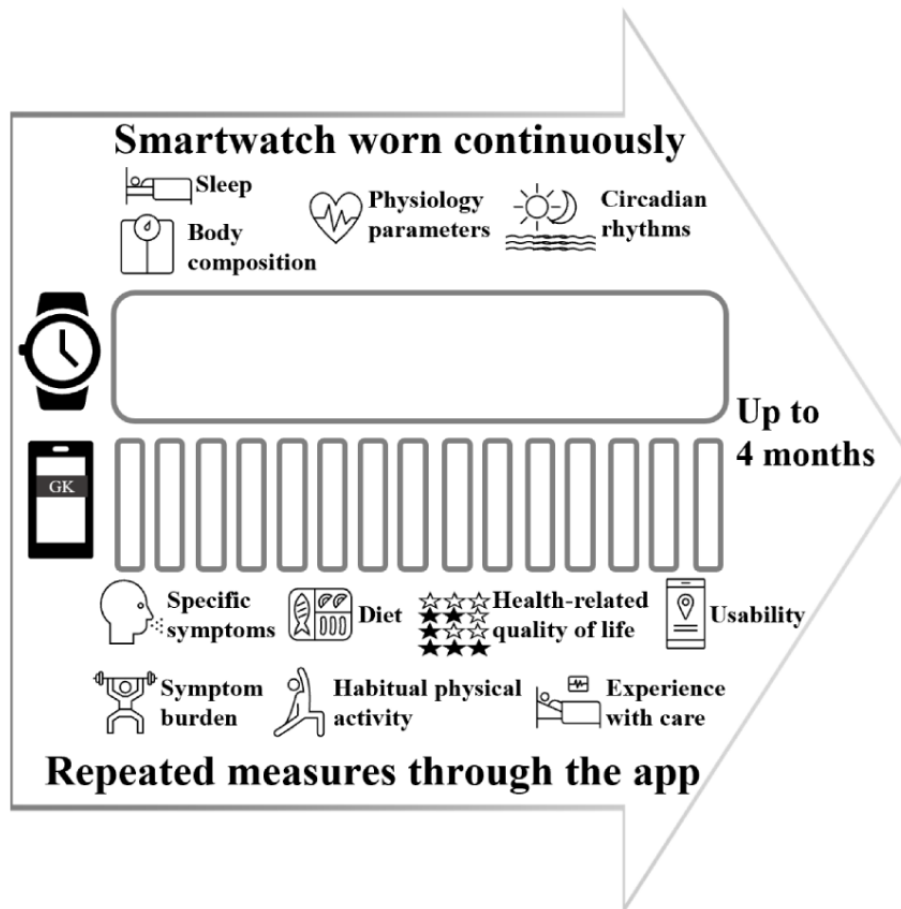 Smartwatch worn continuously
Sleep
Physiology
parameters
Circadian
rhythms
Body
composition
Up to
4 months
GK
Specific
symptoms
Diet
Health-related
quality of life
Usability
Symptom
burden
Habitual physical
activity
Experience
with care
Repeated measures through the app